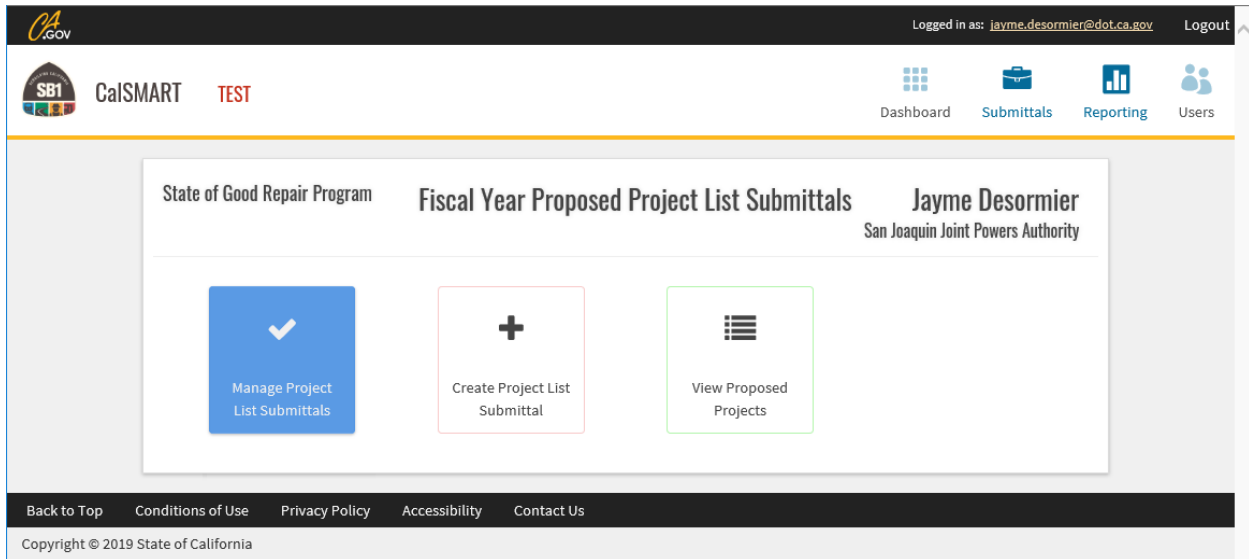 CA.GOV
Logged in as: jayme.desormier@dot.ca.gov Logout
SB1
CalSMART TEST
Dashboard Submittals Reporting Users
State of Good Repair Program
Fiscal Year Proposed Project List Submittals
Jayme Desormier
San Joaquin Joint Powers Authority
Manage Project
List Submittals
Create Project List
Submittal
View Proposed
Projects
Back to Top Conditions of Use Privacy Policy Accessibility Contact Us
Copyright © 2019 State of California